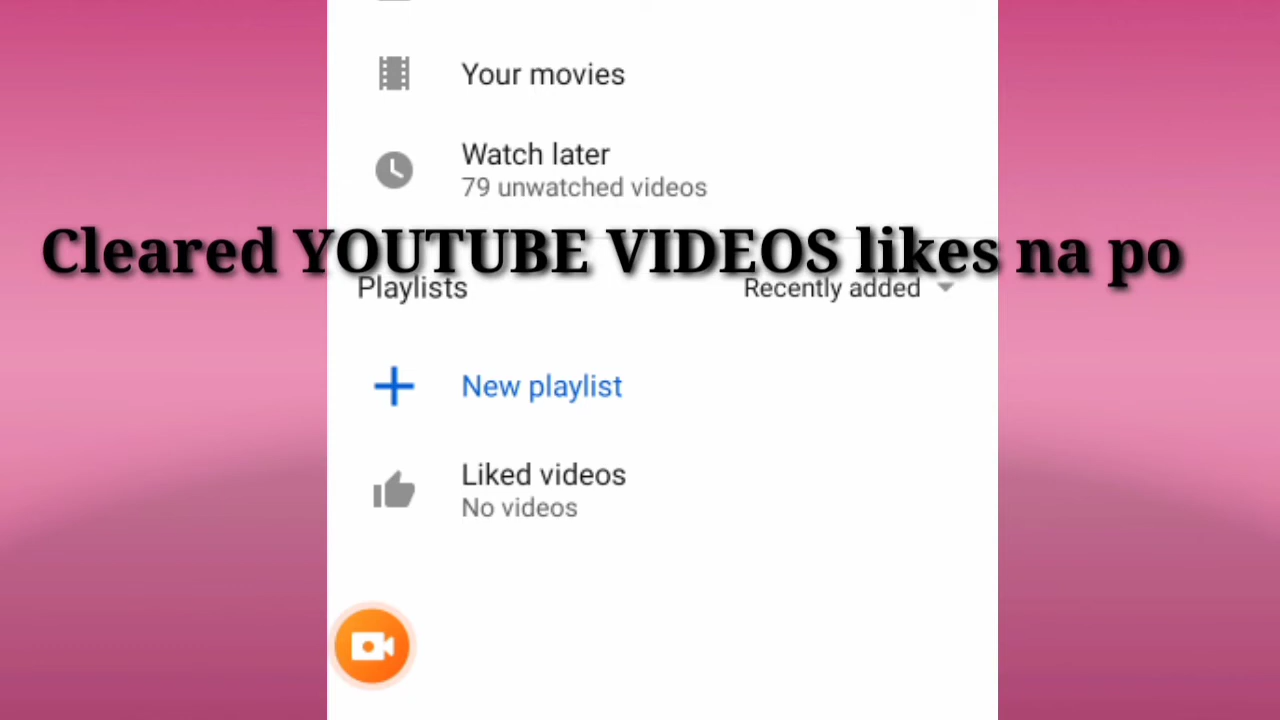 Your movies
Watch later
79 unwatched videos
Cleared YOUTUBE VIDEOS likes na po
Playlists Recently added
New playlist
Liked videos
No videos